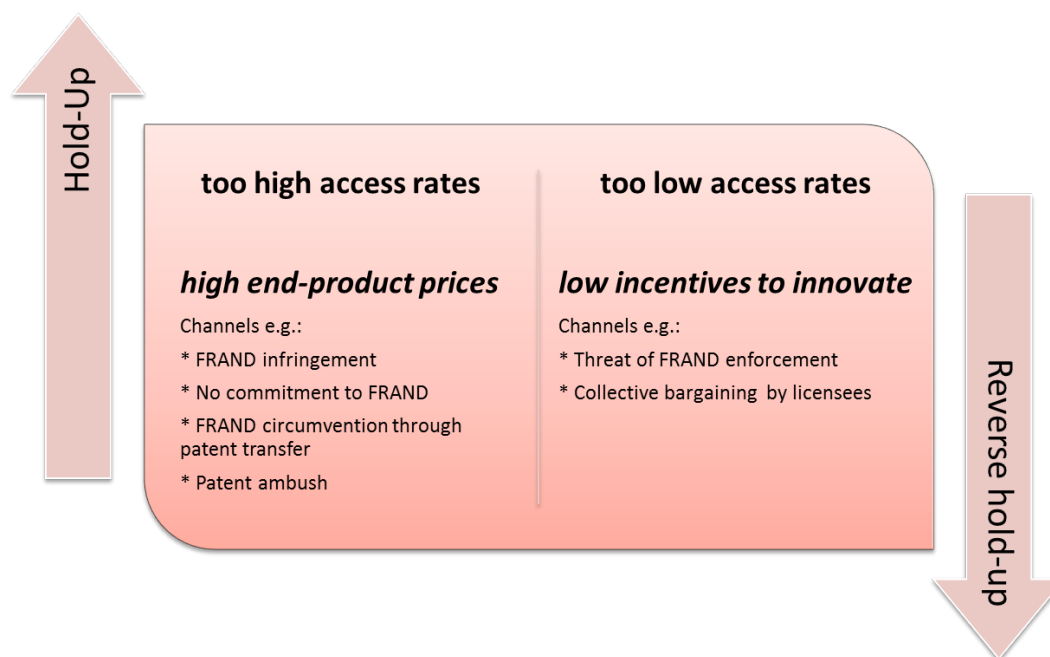 Hold-Up
too high access rates
high end-product prices
Channels e.g.:
* FRAND infringement
* No commitment to FRAND
* FRAND circumvention through
patent transfer
* Patent ambush
too low access rates
low incentives to innovate
Channels e.g.:
* Threat of FRAND enforcement
* Collective bargaining by licensees
Reverse hold-up